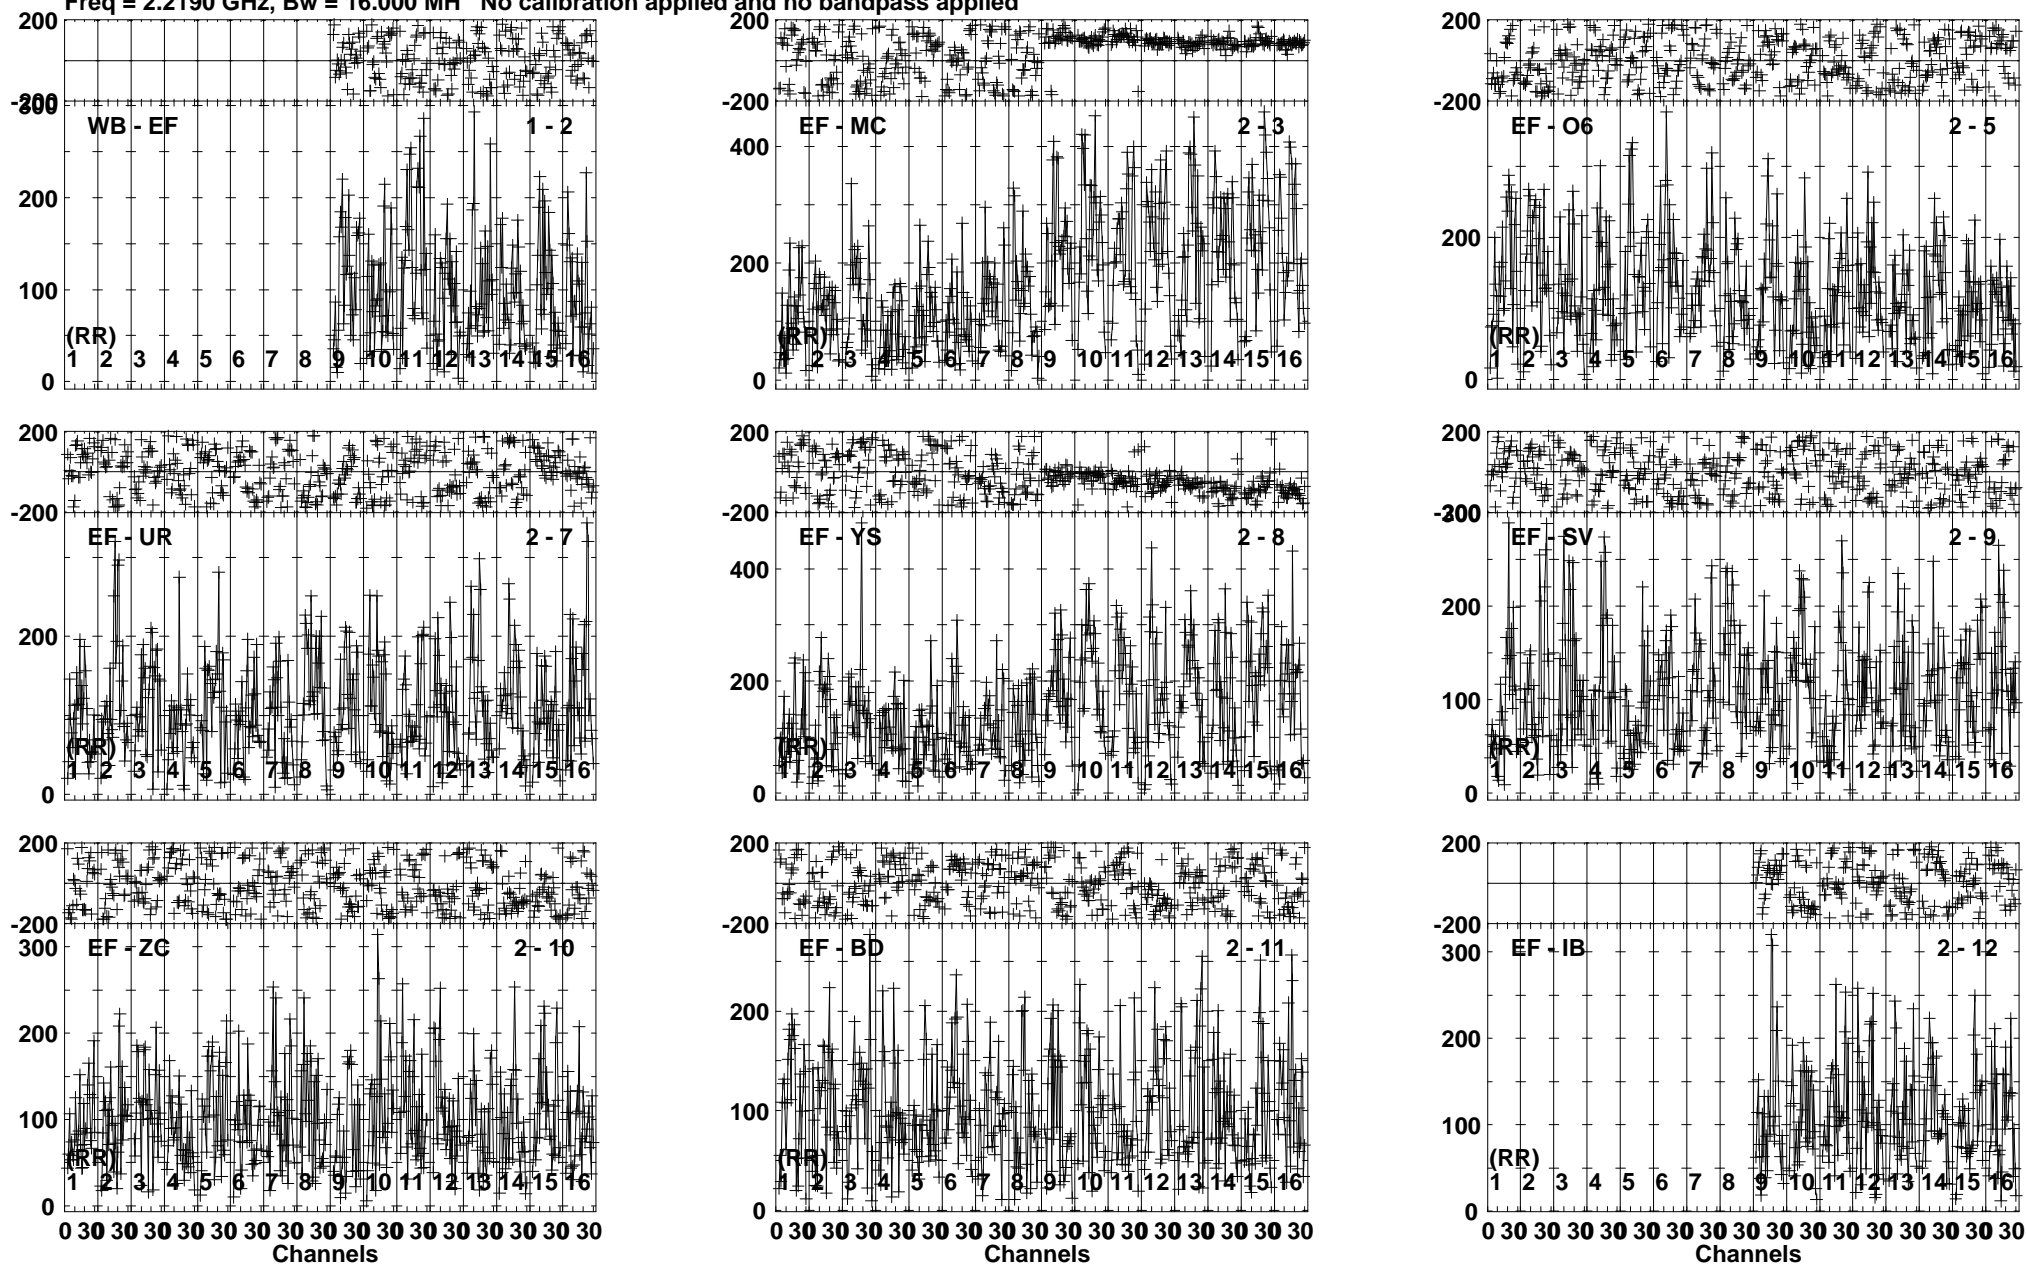 Freq = 2.2190 GHz, Bw = 16.000 MH No calibration applied and no bandpass applied
200 200 200
-200 -200 -200
300
WB - EF 1 - 2 EF - MC 2 - 3 EF - O6 2 - 5
400
200 200 200
100
(RR) (RR) (RR)
1 2 3 4 5 6 7 8 9 10 11 12 13 14 15 16 1 2 3 4 5 6 7 8 9 10 11 12 13 14 15 16 1 2 3 4 5 6 7 8 9 10 11 12 13 14 15 16
0 0 0
200 200 200
-200 -200 -200
300
EF - UR 2 - 7 EF - YS 2 - 8 EF - SV 2 - 9
400
200 200 200
100
(RR) (RR) (RR)
1 2 3 4 5 6 7 8 9 10 11 12 13 14 15 16 1 2 3 4 5 6 7 8 9 10 11 12 13 14 15 16 1 2 3 4 5 6 7 8 9 10 11 12 13 14 15 16
0 0 0
200 200 200
-200 -200 -200
EF - ZC 2 - 10 EF - BD 2 - 11 EF - IB 2 - 12
300 300
200 200 200
100 100 100
(RR) (RR) (RR)
1 2 3 4 5 6 7 8 9 10 11 12 13 14 15 16 1 2 3 4 5 6 7 8 9 10 11 12 13 14 15 16 1 2 3 4 5 6 7 8 9 10 11 12 13 14 15 16
0 0 0
0 30 30 30 30 30 30 30 30 30 30 30 30 30 30 30 30 0 30 30 30 30 30 30 30 30 30 30 30 30 30 30 30 30 0 30 30 30 30 30 30 30 30 30 30 30 30 30 30 30 30
Channels Channels Channels